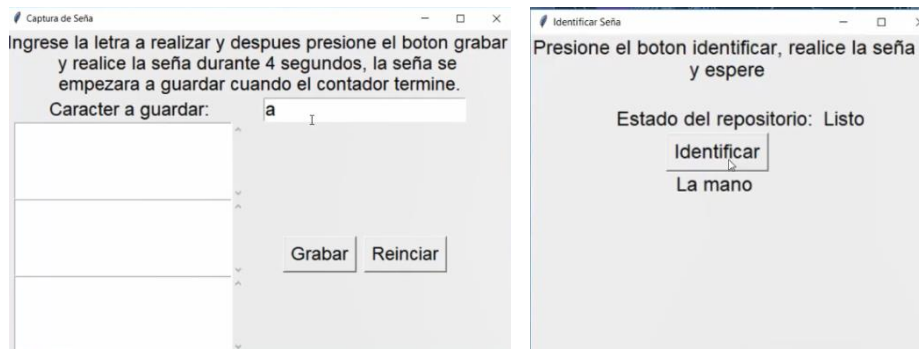 Captura de Seña
Ingrese la letra a realizar y despues presione el boton grabar
y realice la seña durante 4 segundos, la seña se
empezara a guardar cuando el contador termine.
Caracter a guardar: a
Grabar Reinciar
Identificar Seña
Presione el boton identificar, realice la seña
y espere
Estado del repositorio: Listo
Identificar
La mano